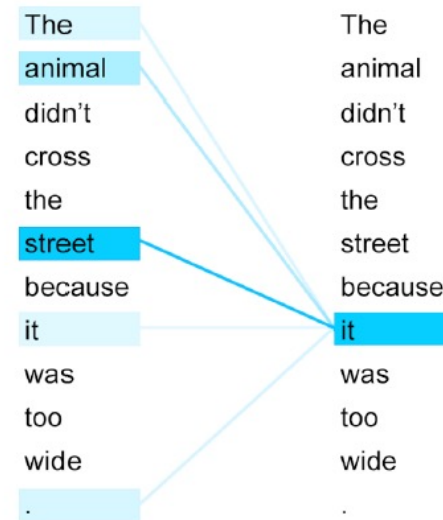 The
animal
didn't
cross
the
street
because
it
was
too
wide
.
The
animal
didn't
cross
the
street
because
it
was
too
wide
.